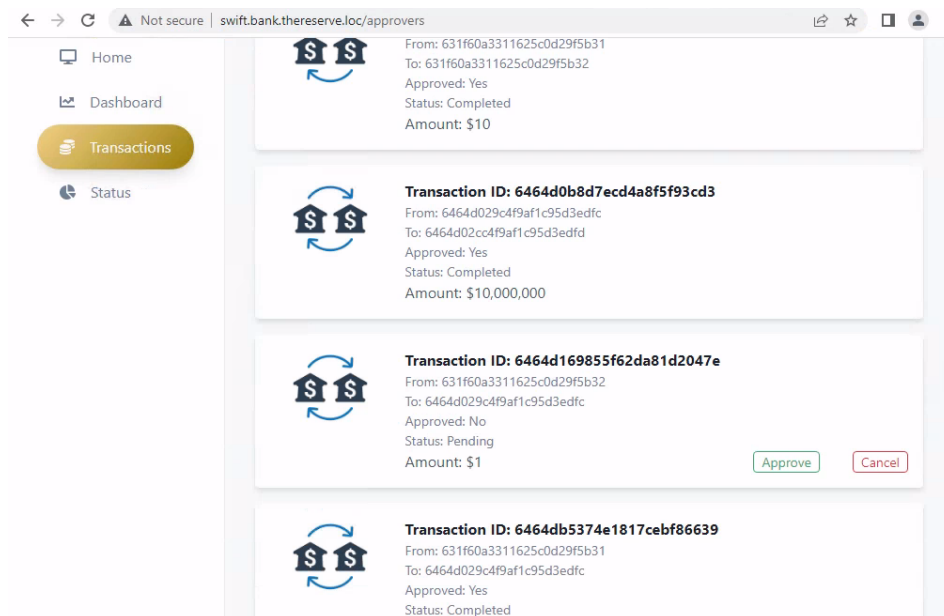 Not secure | swift.bank.thereserve.loc/approvers
Home
Dashboard
Transactions
Status
From: 631f60a3311625c0d29f5b31
To: 631f60a3311625c0d29f5b32
Approved: Yes
Status: Completed
Amount: $10
Transaction ID: 6464d0b8d7ecd4a8f5f93cd3
From: 6464d029c4f9af1c95d3edfc
To: 6464d02cc4f9af1c95d3edfd
Approved: Yes
Status: Completed
Amount: $10,000,000
Transaction ID: 6464d169855f62da81d2047e
From: 631f60a3311625c0d29f5b32
To: 6464d029c4f9af1c95d3edfc
Approved: No
Status: Pending
Amount: $1
Approve
Cancel
Transaction ID: 6464db5374e1817cebf86639
From: 631f60a3311625c0d29f5b31
To: 6464d029c4f9af1c95d3edfc
Approved: Yes
Status: Completed